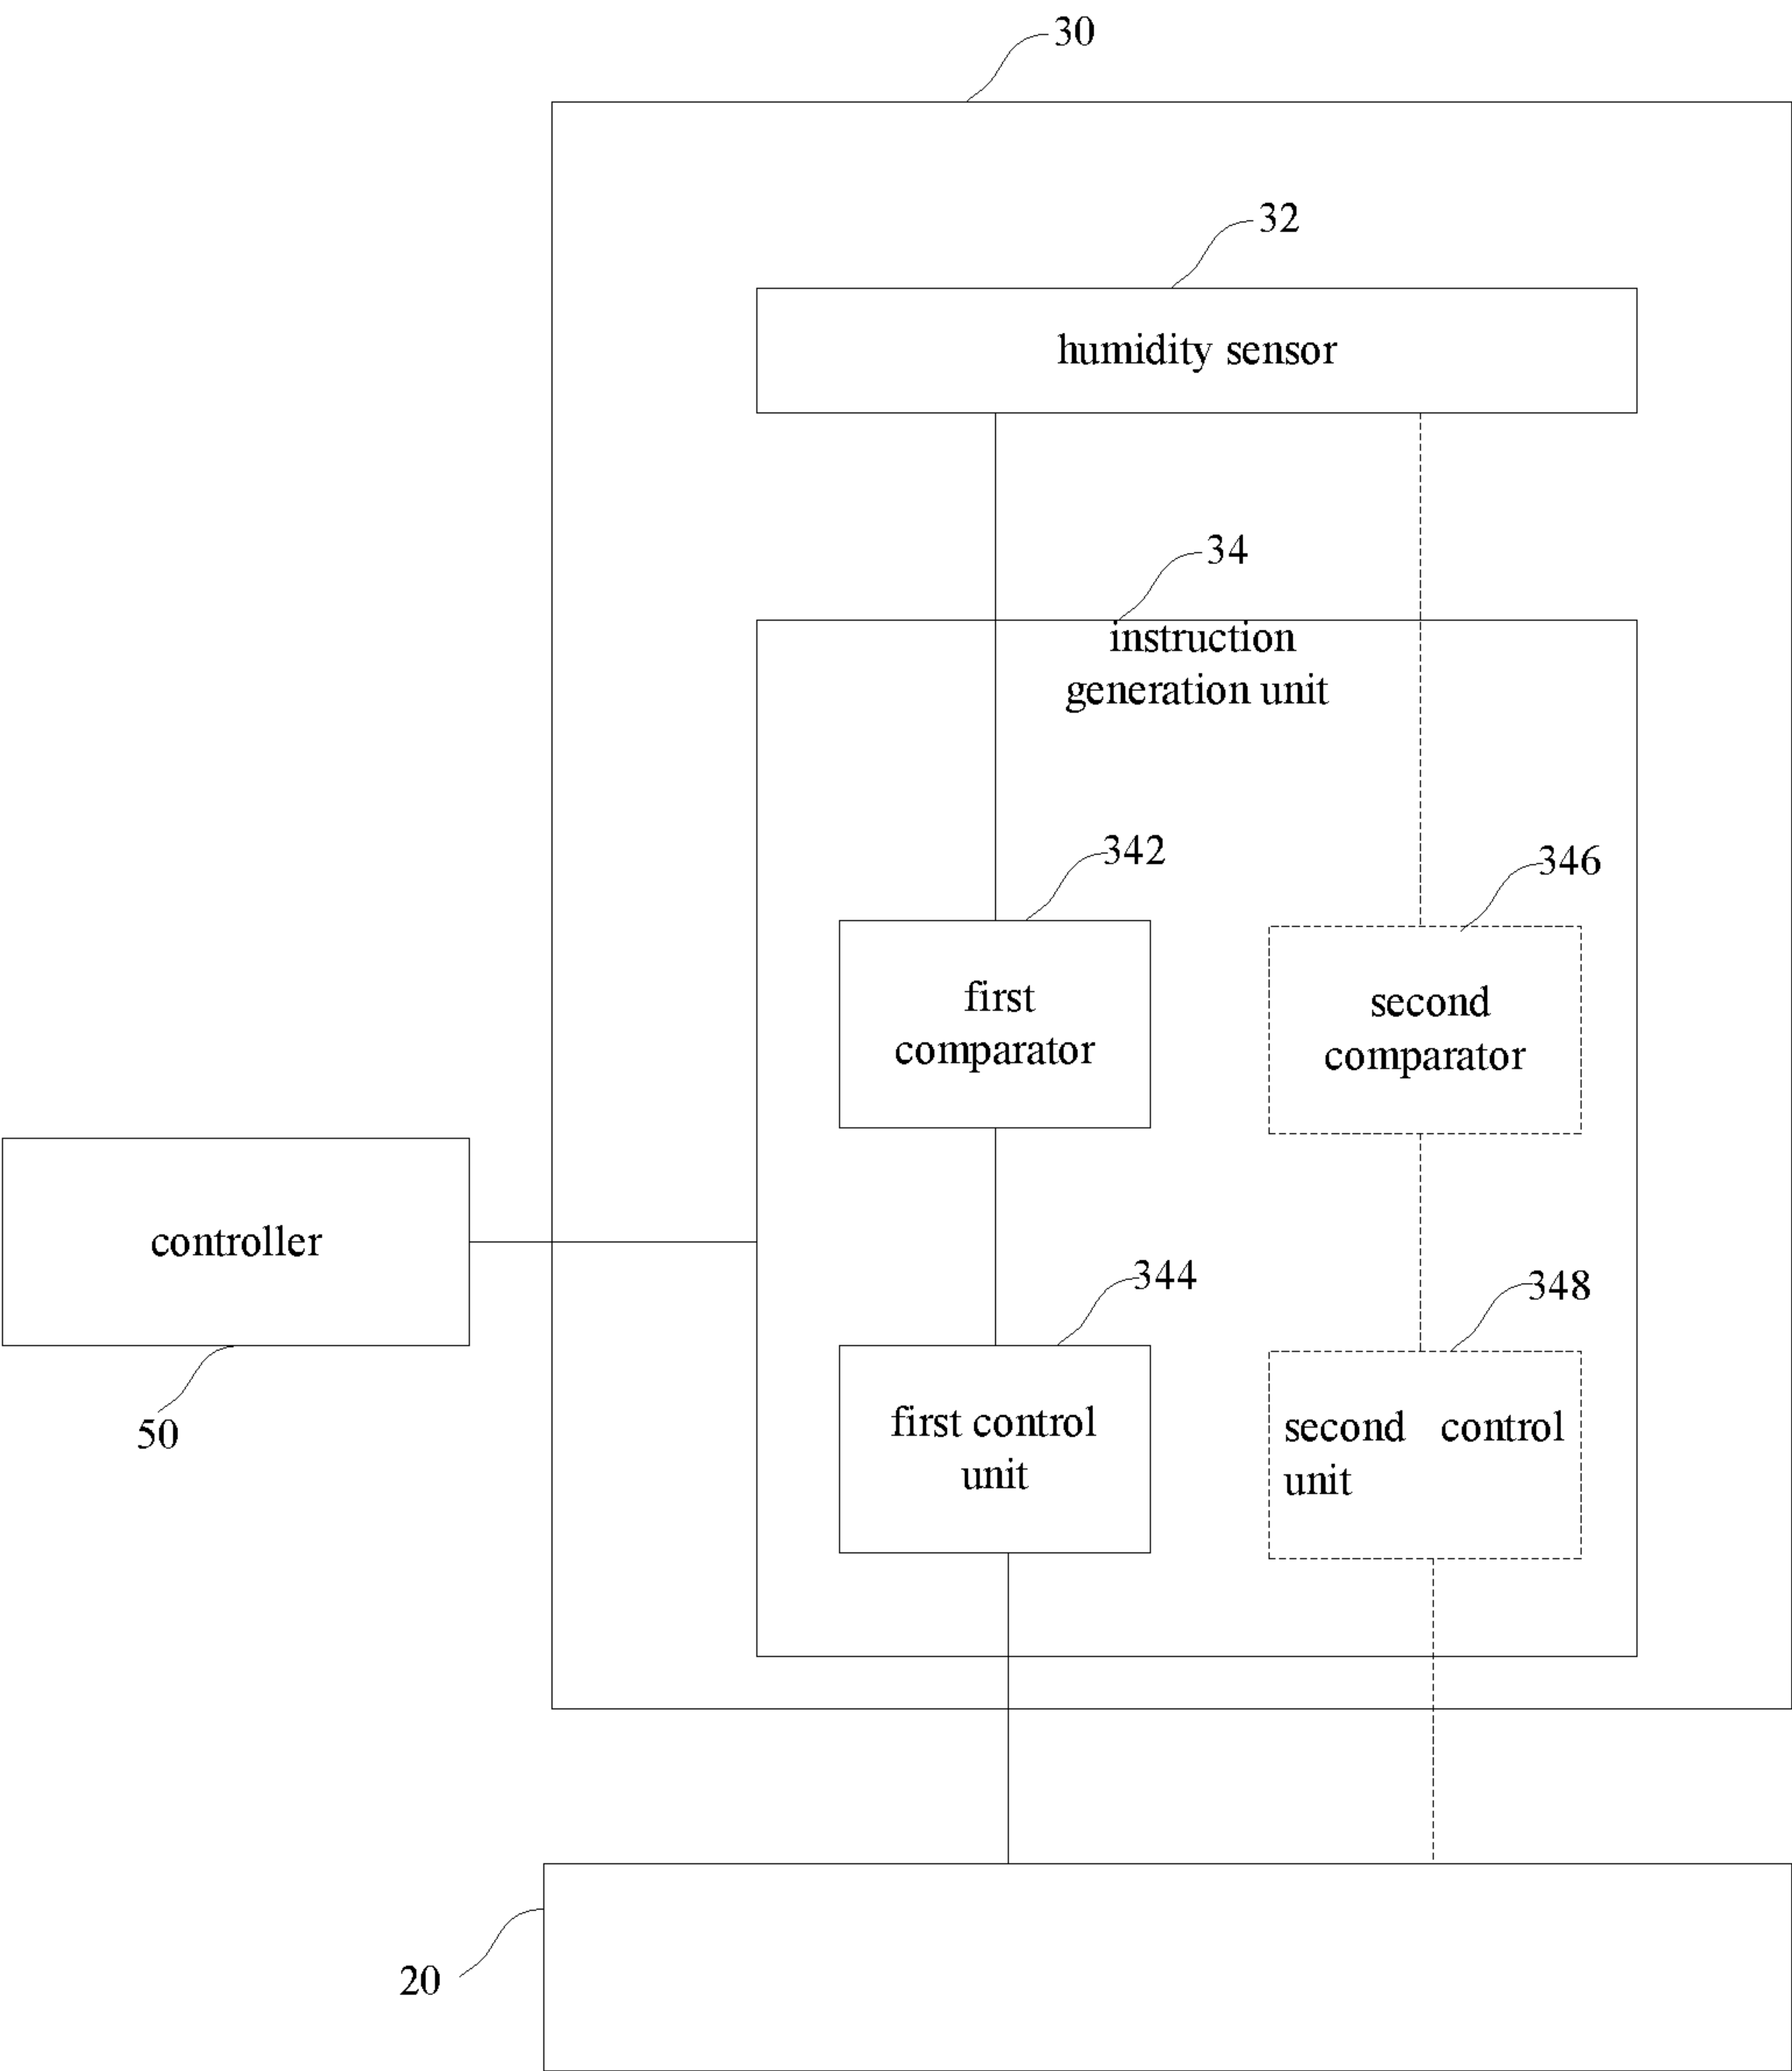 30
32
humidity sensor
34
instruction
generation unit
342
346
first
comparator
second
comparator
controller
344
348
50
first control
unit
second control
unit
20